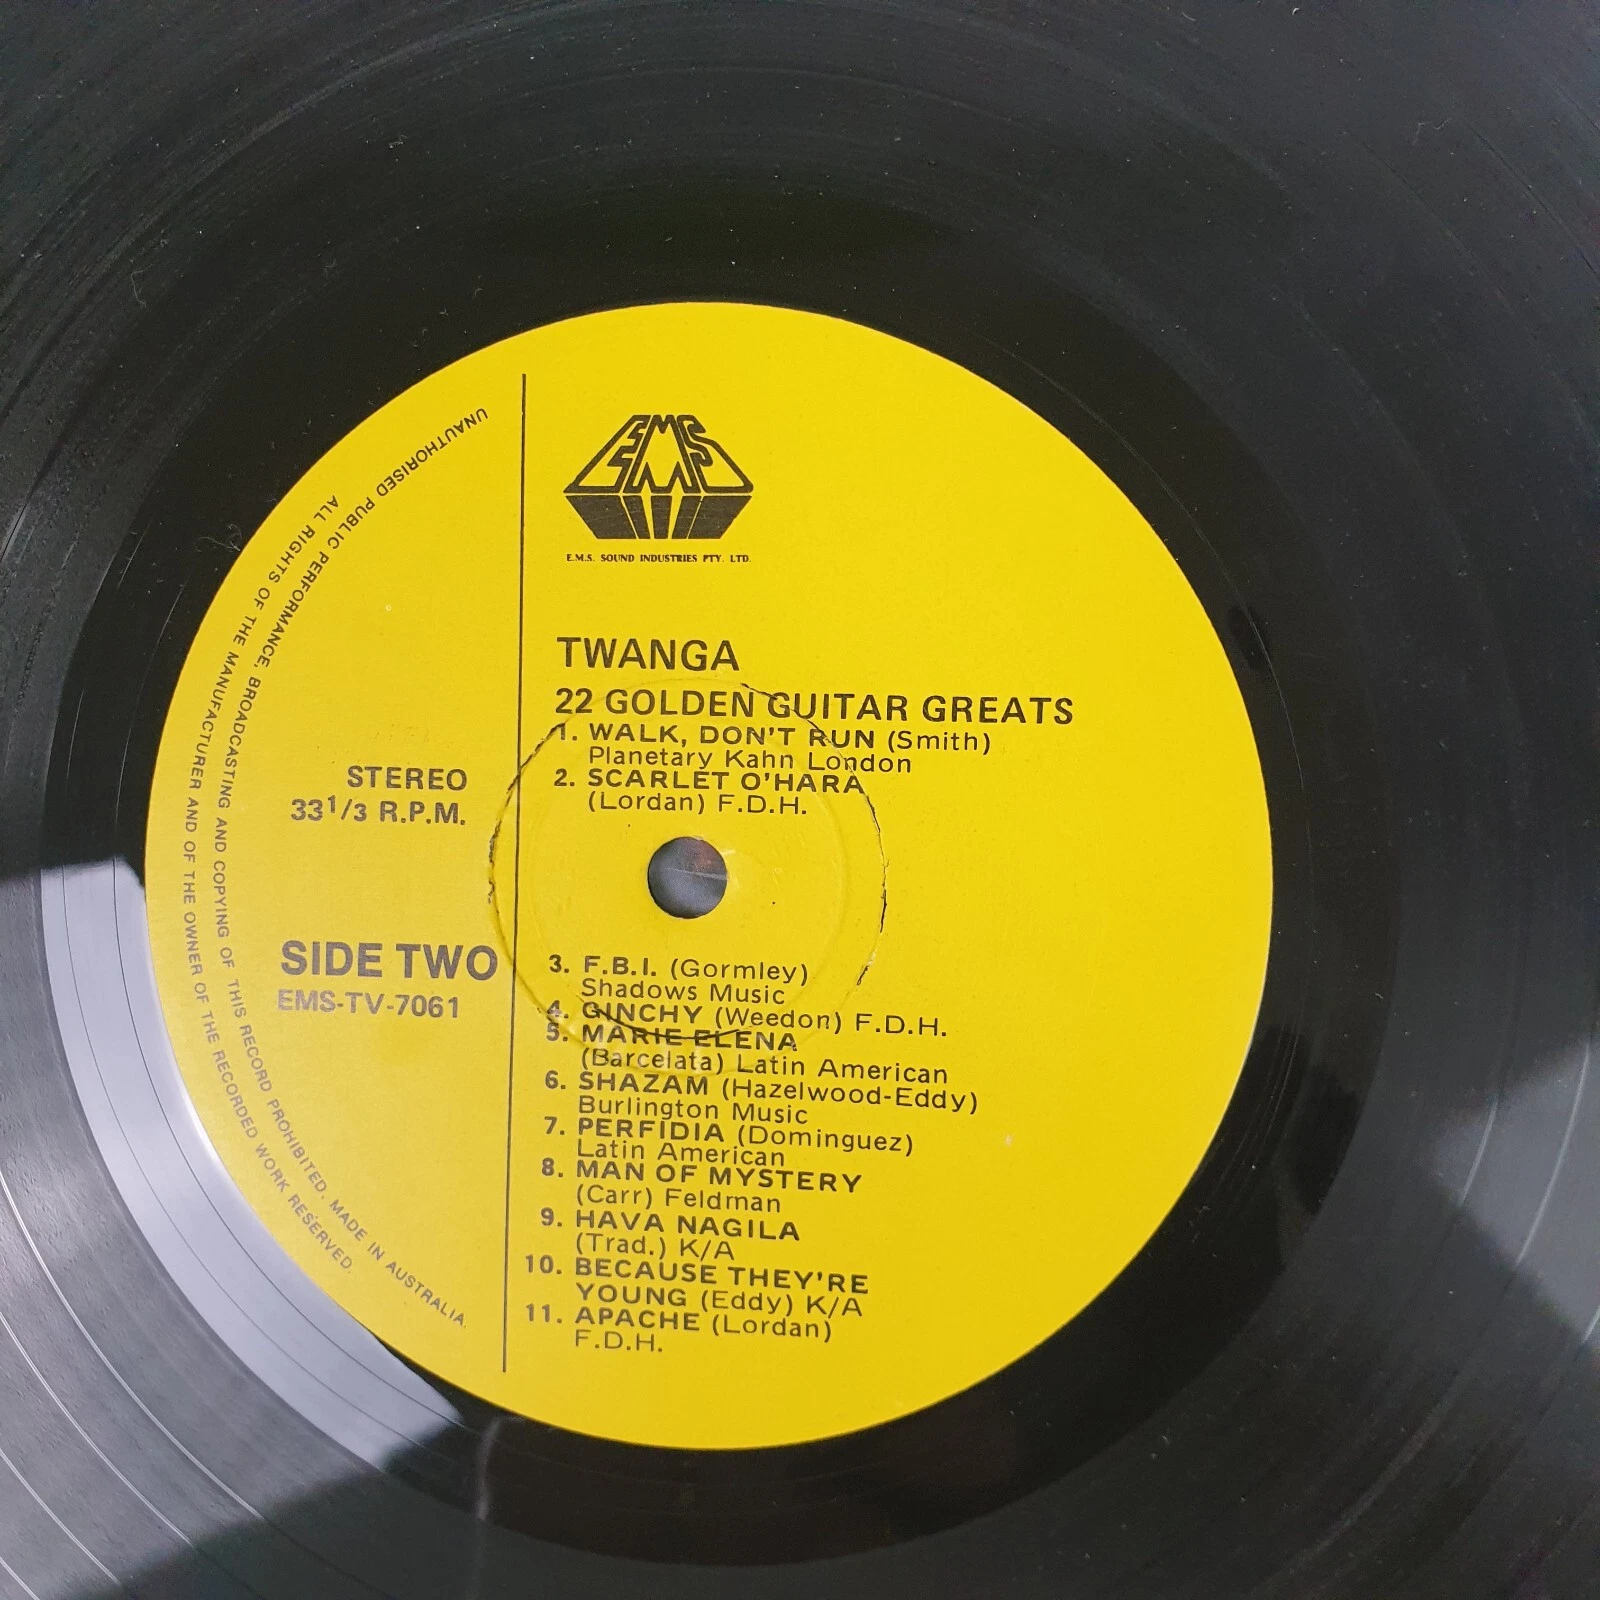 EMS
E.M.S. SOUND INDUSTRIES PTY. LTD.
TWANGA
22 GOLDEN GUITAR GREATS
1. WALK, DON'T RUN (Smith)
Planetary Kahn London
2. SCARLET O'HARA
(Lordan) F.D.H.
STEREO
33 1/3 R.P.M.
SIDE TWO
EMS-TV-7061
3. F.B.I. (Gormley)
Shadows Music
4. GINCHY (Weedon) F.D.H.
5. MARIE ELENA
(Barcelata) Latin American
6. SHAZAM (Hazelwood-Eddy)
Burlington Music
7. PERFIDIA (Dominguez)
Latin American
8. MAN OF MYSTERY
(Carr) Feldman
9. HAVA NAGILA
(Trad.) K/A
10. BECAUSE THEY'RE
YOUNG (Eddy) K/A
11. APACHE (Lordan)
F.D.H.
UNAUTHORISED PUBLIC PERFORMANCE, BROADCASTING AND COPYING OF THIS RECORD PROHIBITED. MADE IN AUSTRALIA.
ALL RIGHTS OF THE MANUFACTURER AND OF THE OWNER OF THE RECORDED WORK RESERVED.